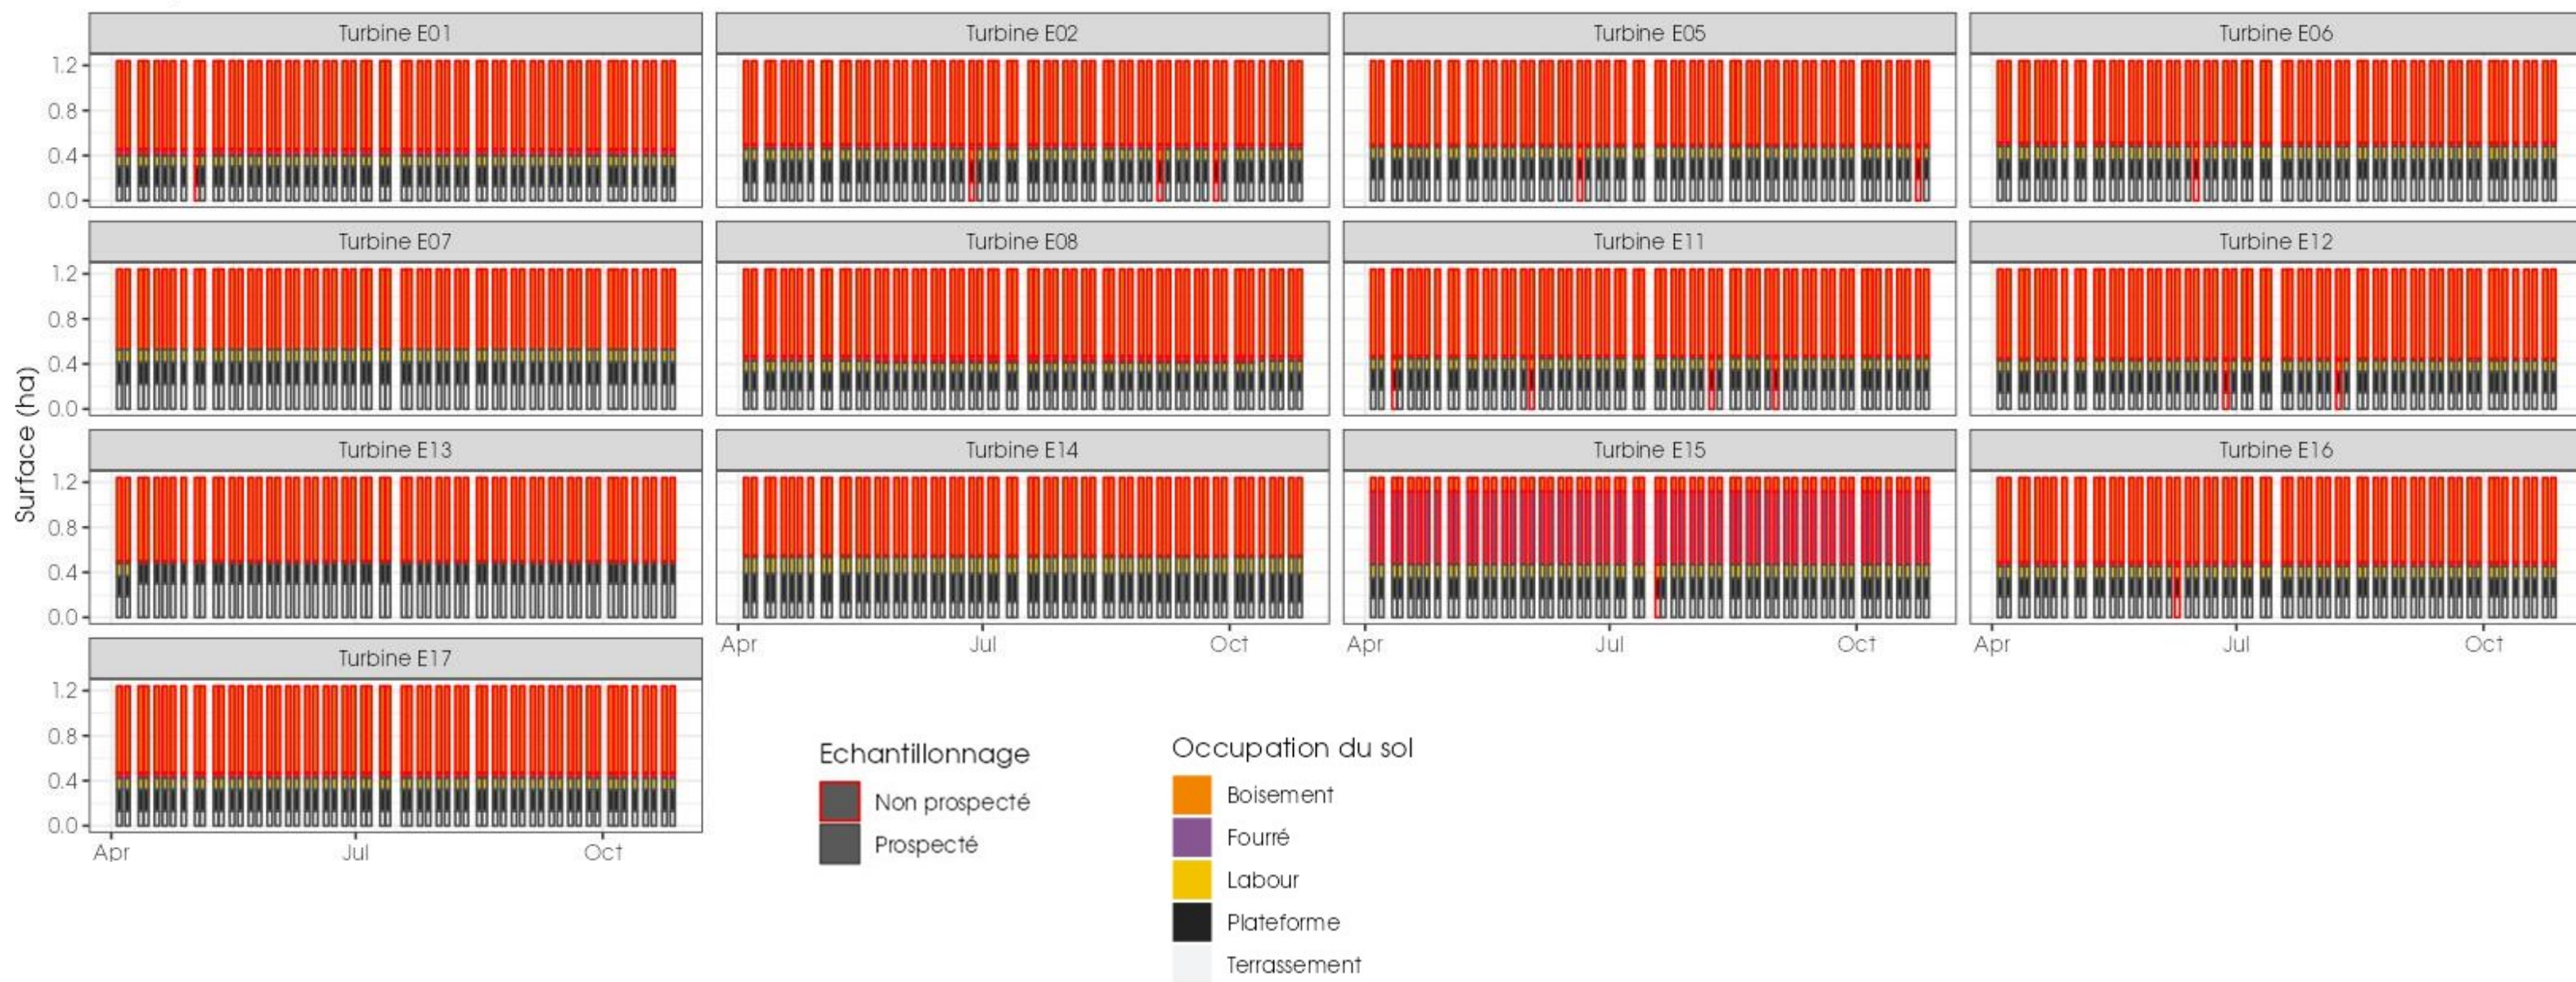 Turbine E01
Turbine E02
Turbine E05
Turbine E06
1.2
0.8
0.4
0.0
Turbine E07
Turbine E08
Turbine E11
Turbine E12
1.2
0.8
0.4
0.0
Surface (ha)
Turbine E13
Turbine E14
Turbine E15
Turbine E16
1.2
0.8
0.4
0.0
Apr Jul Oct
Apr Jul Oct
Apr Jul Oct
Turbine E17
1.2
0.8
0.4
0.0
Apr Jul Oct
Echantillonnage
Non prospecté
Prospecté
Occupation du sol
Boisement
Fourré
Labour
Plateforme
Terrassement